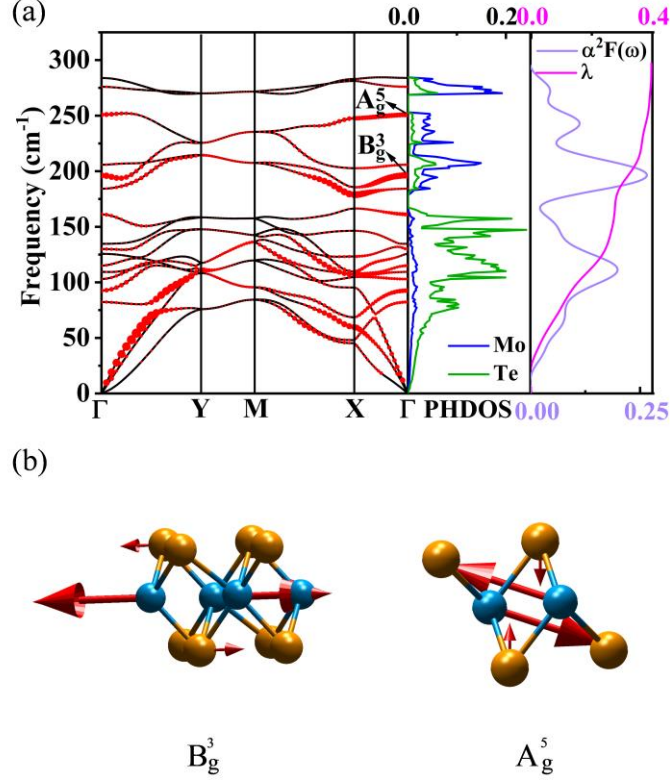 (a)
0.0 0.2 0.0 0.4
300
250
200
150
100
50
0
Frequency (cm⁻¹)
A⁵g
B³g
α²F(ω)
λ
Mo
Te
Γ Y M X Γ PHDOS 0.00 0.25
(b)
B³g A⁵g